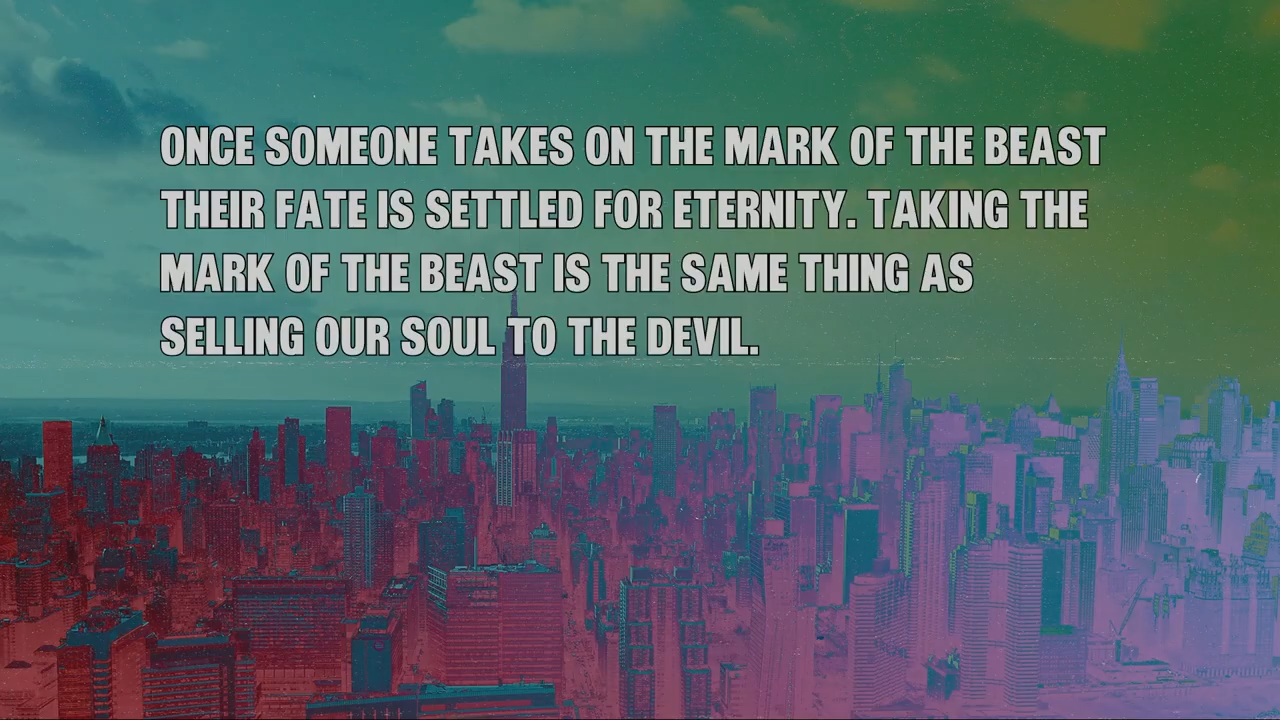 ONCE SOMEONE TAKES ON THE MARK OF THE BEAST
THEIR FATE IS SETTLED FOR ETERNITY. TAKING THE
MARK OF THE BEAST IS THE SAME THING AS
SELLING OUR SOUL TO THE DEVIL.